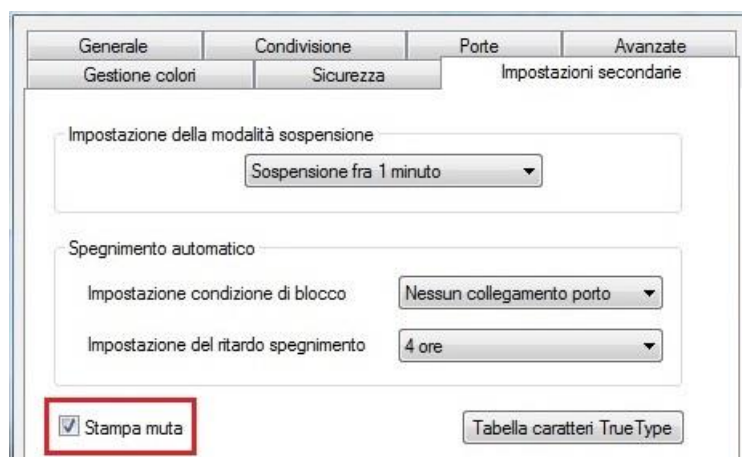 Generale Condivisione Porte Avanzate
Gestione colori Sicurezza Impostazioni secondarie
Impostazione della modalità sospensione
Sospensione fra 1 minuto
Spegnimento automatico
Impostazione condizione di blocco Nessun collegamento porto
Impostazione del ritardo spegnimento 4 ore
Stampa muta Tabella caratteri TrueType